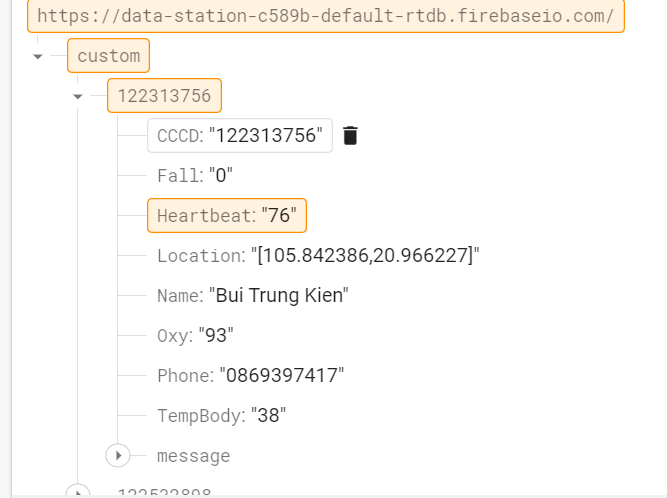 https://data-station-c589b-default-rtdb.firebaseio.com/
custom
122313756
CCCD: "122313756"
Fall: "0"
Heartbeat: "76"
Location: "[105.842386,20.966227]"
Name: "Bui Trung Kien"
Oxy: "93"
Phone: "0869397417"
TempBody: "38"
message